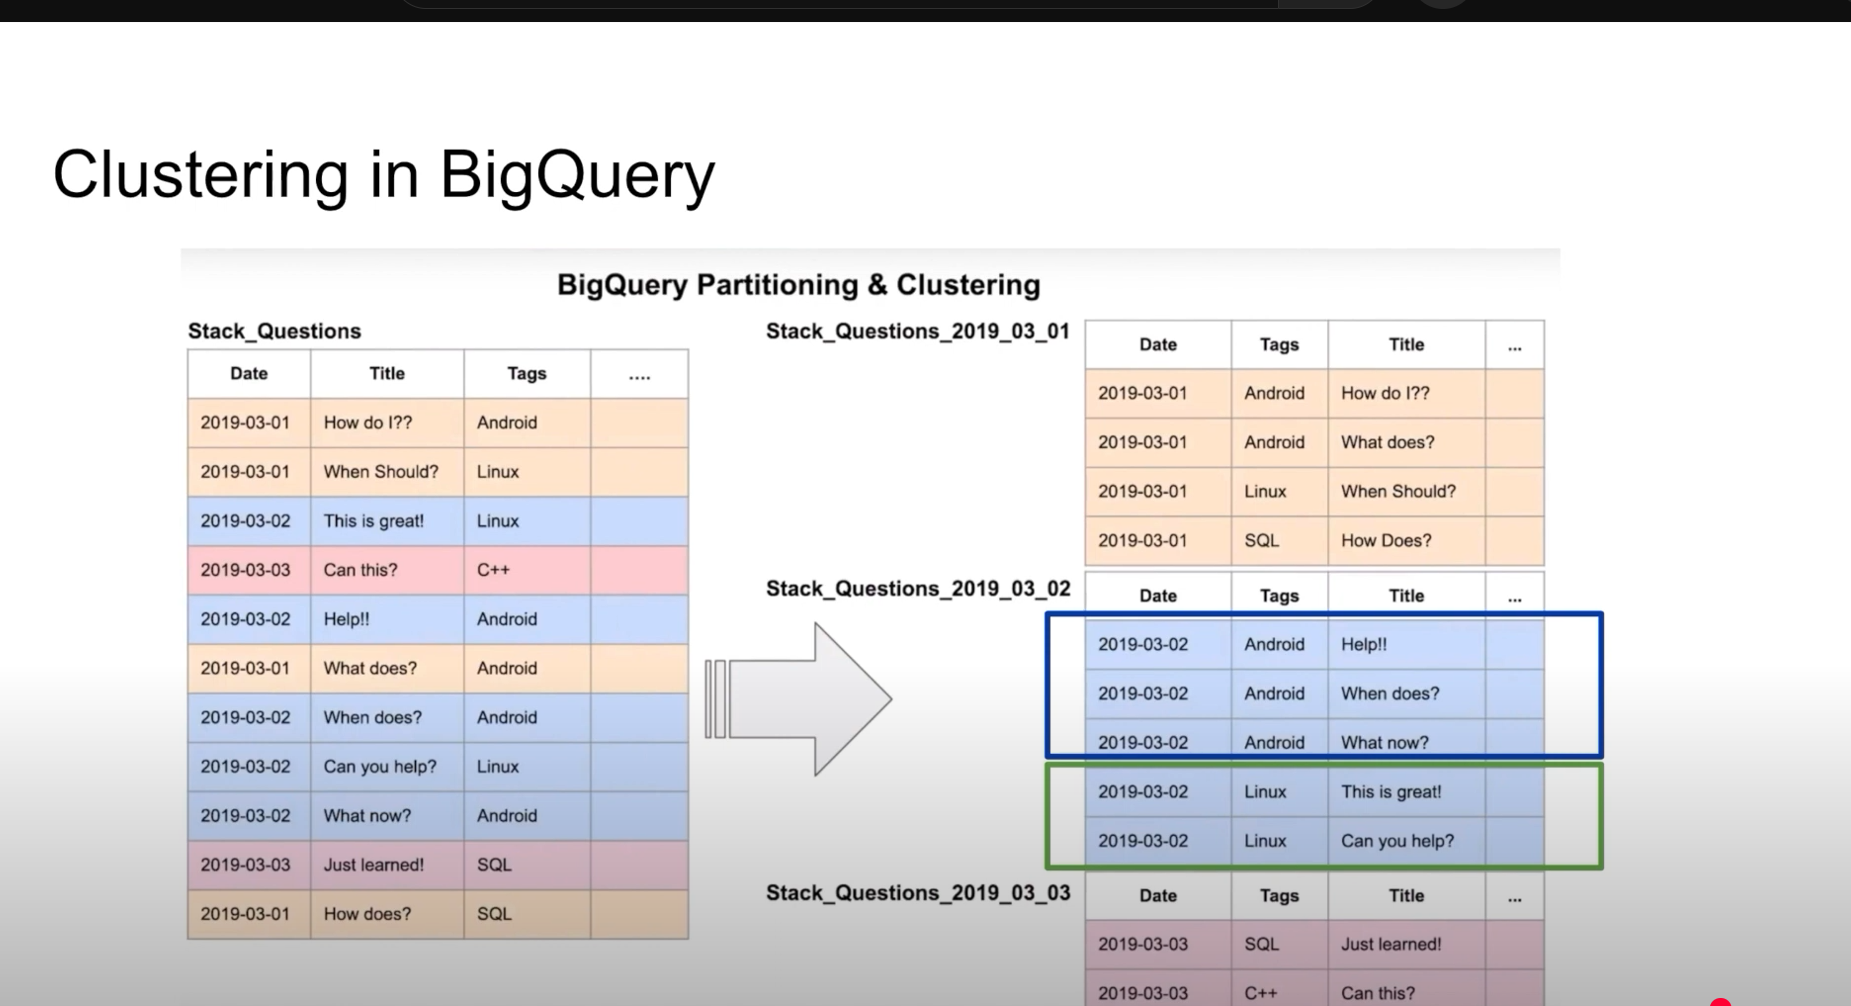 Clustering in BigQuery
BigQuery Partitioning & Clustering
Stack_Questions
Date Title Tags ....
2019-03-01 How do I?? Android
2019-03-01 When Should? Linux
2019-03-02 This is great! Linux
2019-03-03 Can this? C++
2019-03-02 Help!! Android
2019-03-01 What does? Android
2019-03-02 When does? Android
2019-03-02 Can you help? Linux
2019-03-02 What now? Android
2019-03-03 Just learned! SQL
2019-03-01 How does? SQL
Stack_Questions_2019_03_01
Date Tags Title ...
2019-03-01 Android How do I??
2019-03-01 Android What does?
2019-03-01 Linux When Should?
2019-03-01 SQL How Does?
Stack_Questions_2019_03_02
Date Tags Title ...
2019-03-02 Android Help!!
2019-03-02 Android When does?
2019-03-02 Android What now?
2019-03-02 Linux This is great!
2019-03-02 Linux Can you help?
Stack_Questions_2019_03_03
Date Tags Title ...
2019-03-03 SQL Just learned!
2019-03-03 C++ Can this?